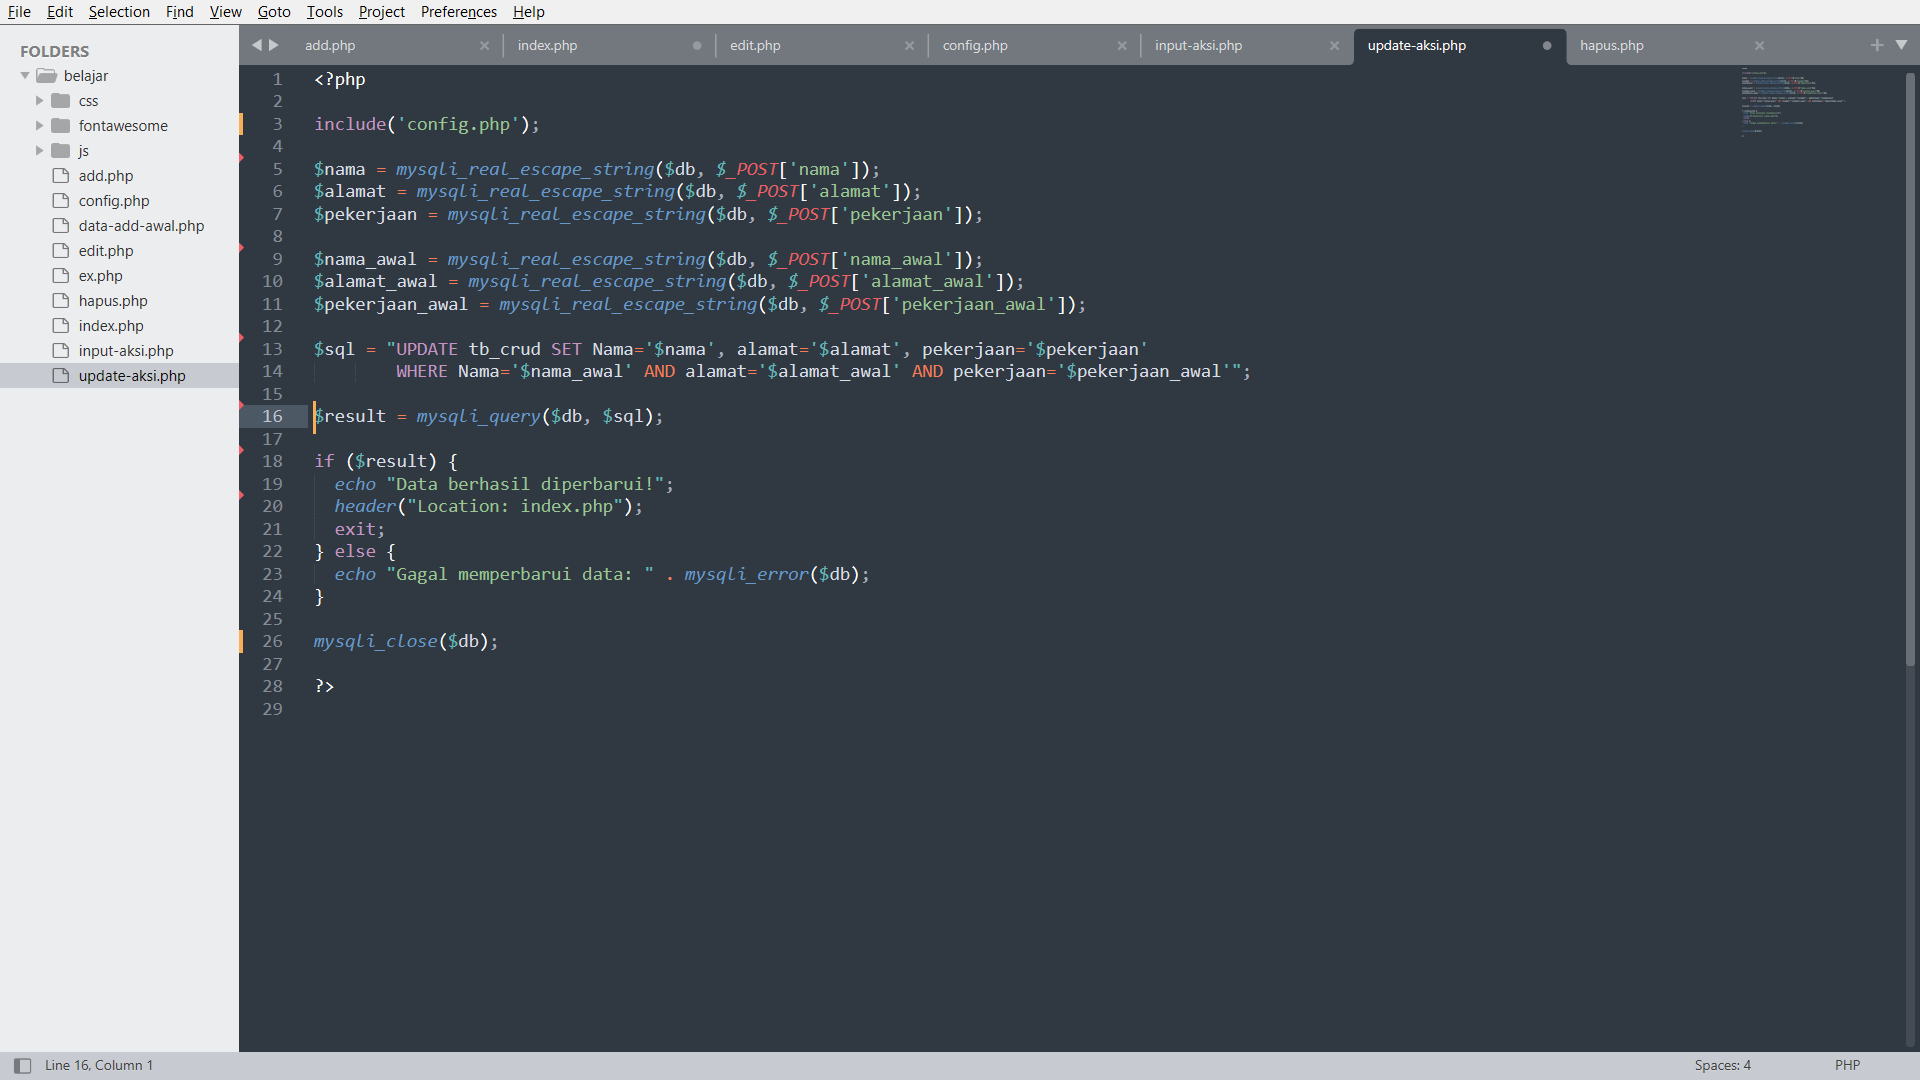 File Edit Selection Find View Goto Tools Project Preferences Help
FOLDERS
belajar
css
fontawesome
js
add.php
config.php
data-add-awal.php
edit.php
ex.php
hapus.php
index.php
input-aksi.php
update-aksi.php
add.php index.php edit.php config.php input-aksi.php update-aksi.php hapus.php
1 <?php
2
3 include('config.php');
4
5 $nama = mysqli_real_escape_string($db, $_POST['nama']);
6 $alamat = mysqli_real_escape_string($db, $_POST['alamat']);
7 $pekerjaan = mysqli_real_escape_string($db, $_POST['pekerjaan']);
8
9 $nama_awal = mysqli_real_escape_string($db, $_POST['nama_awal']);
10 $alamat_awal = mysqli_real_escape_string($db, $_POST['alamat_awal']);
11 $pekerjaan_awal = mysqli_real_escape_string($db, $_POST['pekerjaan_awal']);
12
13 $sql = "UPDATE tb_crud SET Nama='$nama', alamat='$alamat', pekerjaan='$pekerjaan'
14 WHERE Nama='$nama_awal' AND alamat='$alamat_awal' AND pekerjaan='$pekerjaan_awal'";
15
16 $result = mysqli_query($db, $sql);
17
18 if ($result) {
19 echo "Data berhasil diperbarui!";
20 header("Location: index.php");
21 exit;
22 } else {
23 echo "Gagal memperbarui data: " . mysqli_error($db);
24 }
25
26 mysqli_close($db);
27
28 ?>
29
Line 16, Column 1 Spaces: 4 PHP